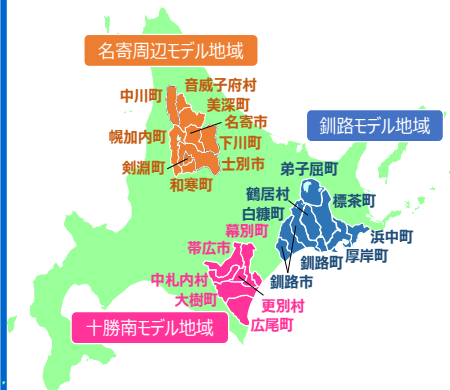 名寄周辺モデル地域
中川町
音威子府村
美深町
名寄市
幌加内町
下川町
剣淵町
士別市
和寒町
釧路モデル地域
弟子屈町
鶴居村
標茶町
白糠町
浜中町
厚岸町
釧路町
釧路市
幕別町
帯広市
中札内村
大樹町
更別村
広尾町
十勝南モデル地域